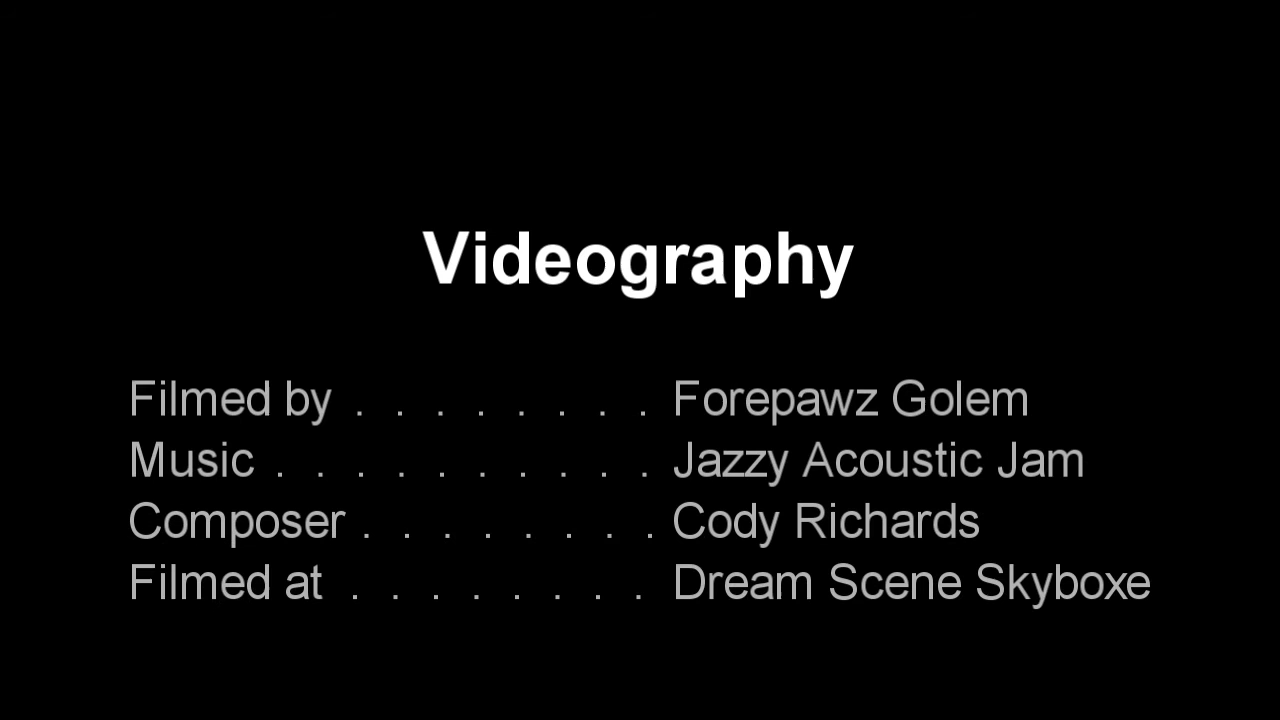 Videography
Filmed by . . . . . . . . Forepawz Golem
Music . . . . . . . . . . Jazzy Acoustic Jam
Composer . . . . . . . . Cody Richards
Filmed at . . . . . . . . Dream Scene Skyboxe